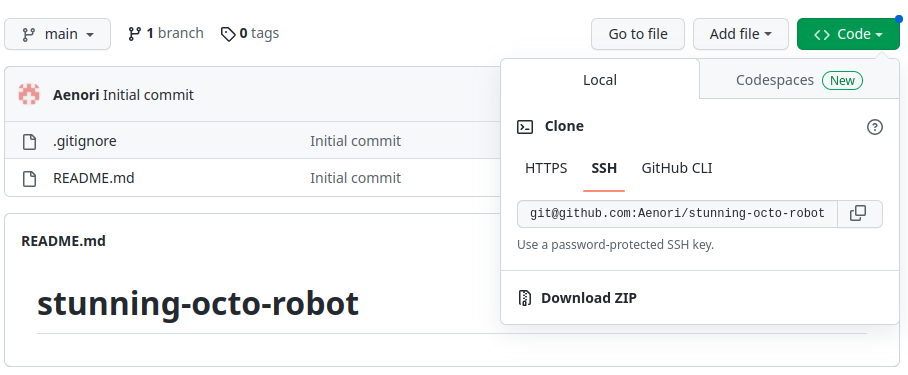 main 1 branch 0 tags Go to file Add file Code
Local Codespaces New
Aenori Initial commit
Clone
.gitignore Initial commit
HTTPS SSH GitHub CLI
README.md Initial commit
git@github.com:Aenori/stunning-octo-robot
Use a password-protected SSH key.
Download ZIP
README.md
stunning-octo-robot